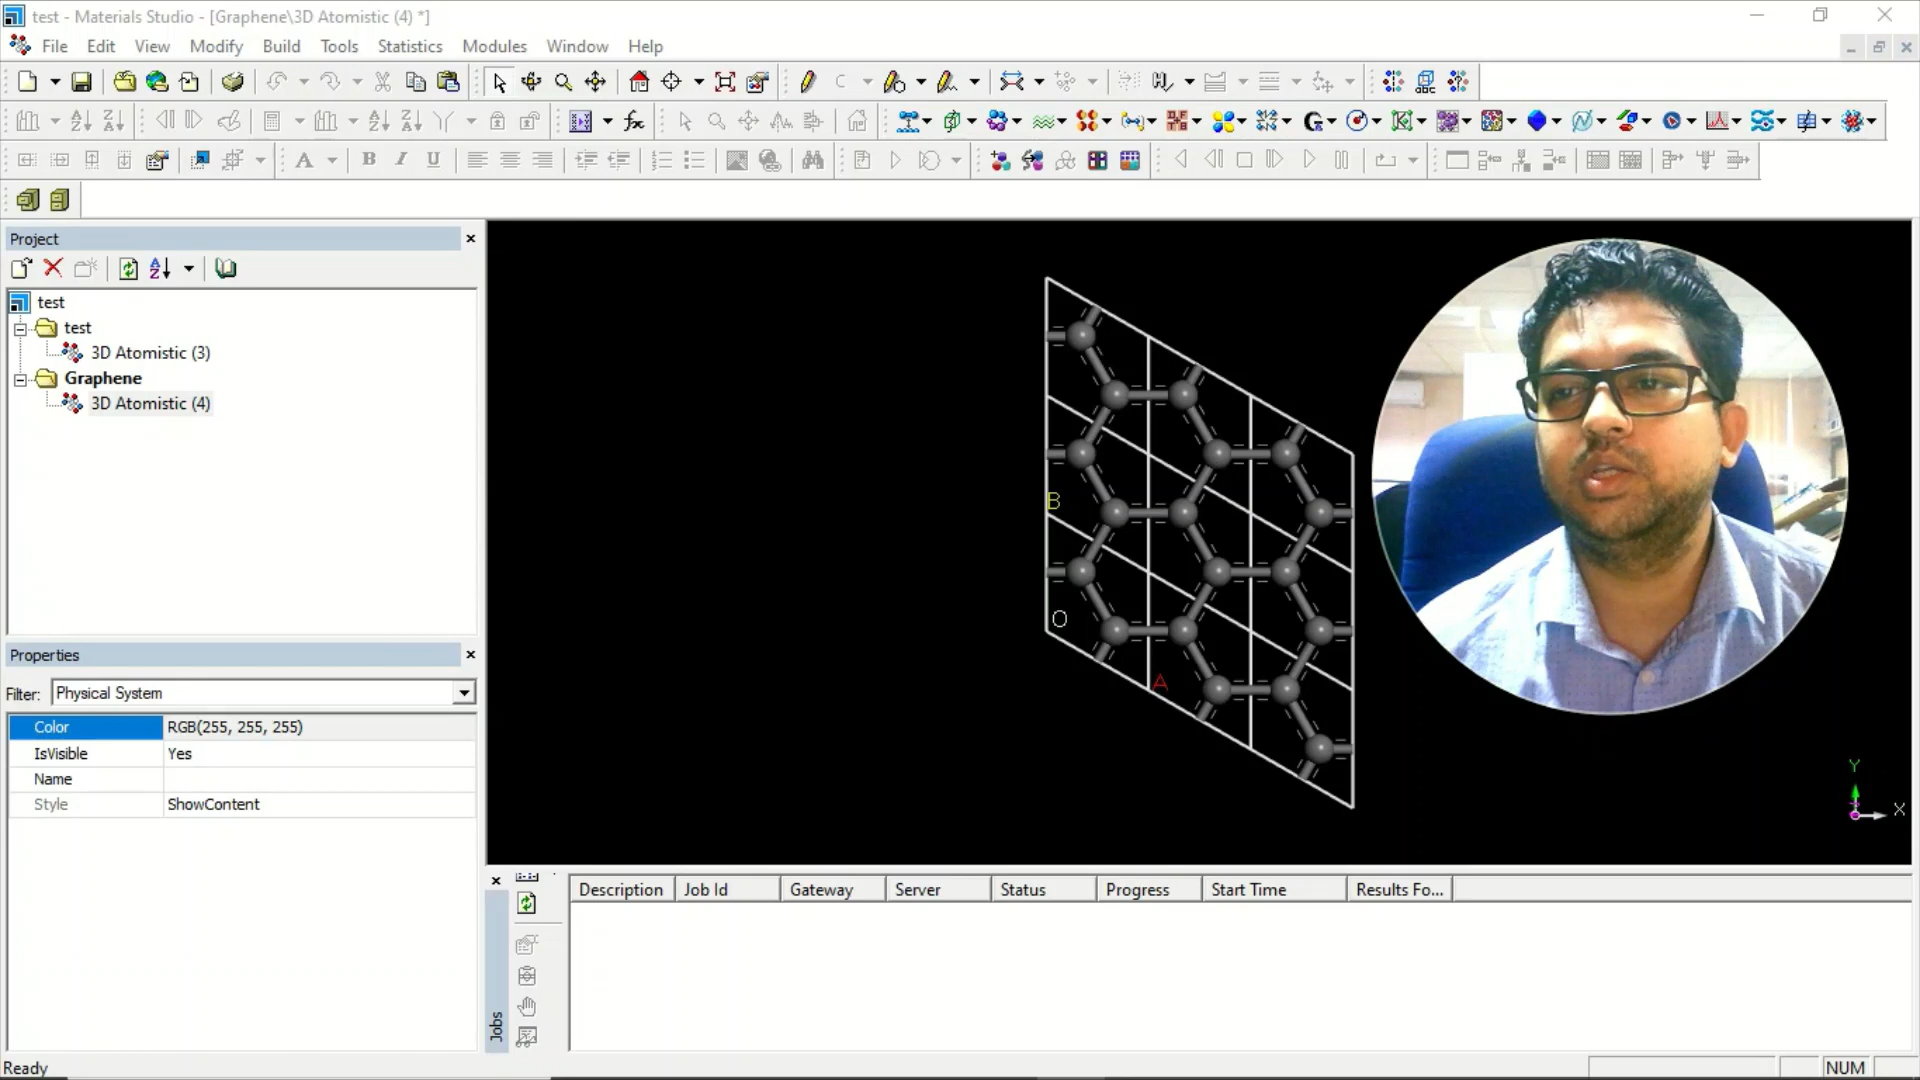 test - Materials Studio - [Graphene\3D Atomistic (4) *]
File Edit View Modify Build Tools Statistics Modules Window Help
Project
test
test
3D Atomistic (3)
Graphene
3D Atomistic (4)
B
O
A
Y
X
Properties
Filter: Physical System
Color RGB(255, 255, 255)
IsVisible Yes
Name
Style ShowContent
Description Job Id Gateway Server Status Progress Start Time Results Fo...
Jobs
Ready
NUM